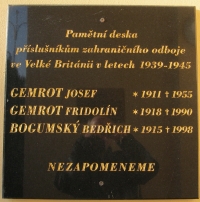 Pamětní deska
příslušníkům zahraničního odboje
ve Velké Británii v letech 1939-1945
GEMROT JOSEF * 1911 † 1955
GEMROT FRIDOLÍN * 1918 † 1990
BOGUMSKÝ BEDŘICH * 1915 † 1998
NEZAPOMENEME